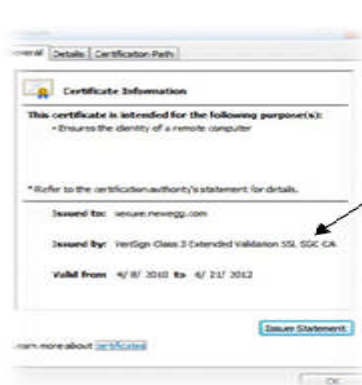 General Details Certification Path
Certificate Information
This certificate is intended for the following purpose(s):
• Ensures the identity of a remote computer
* Refer to the certification authority's statement for details.
Issued to: secure.newegg.com
Issued by: VeriSign Class 3 Extended Validation SSL SGC CA
Valid from 4/ 8/ 2010 to 4/ 21/ 2012
Issuer Statement
Learn more about certificates
OK